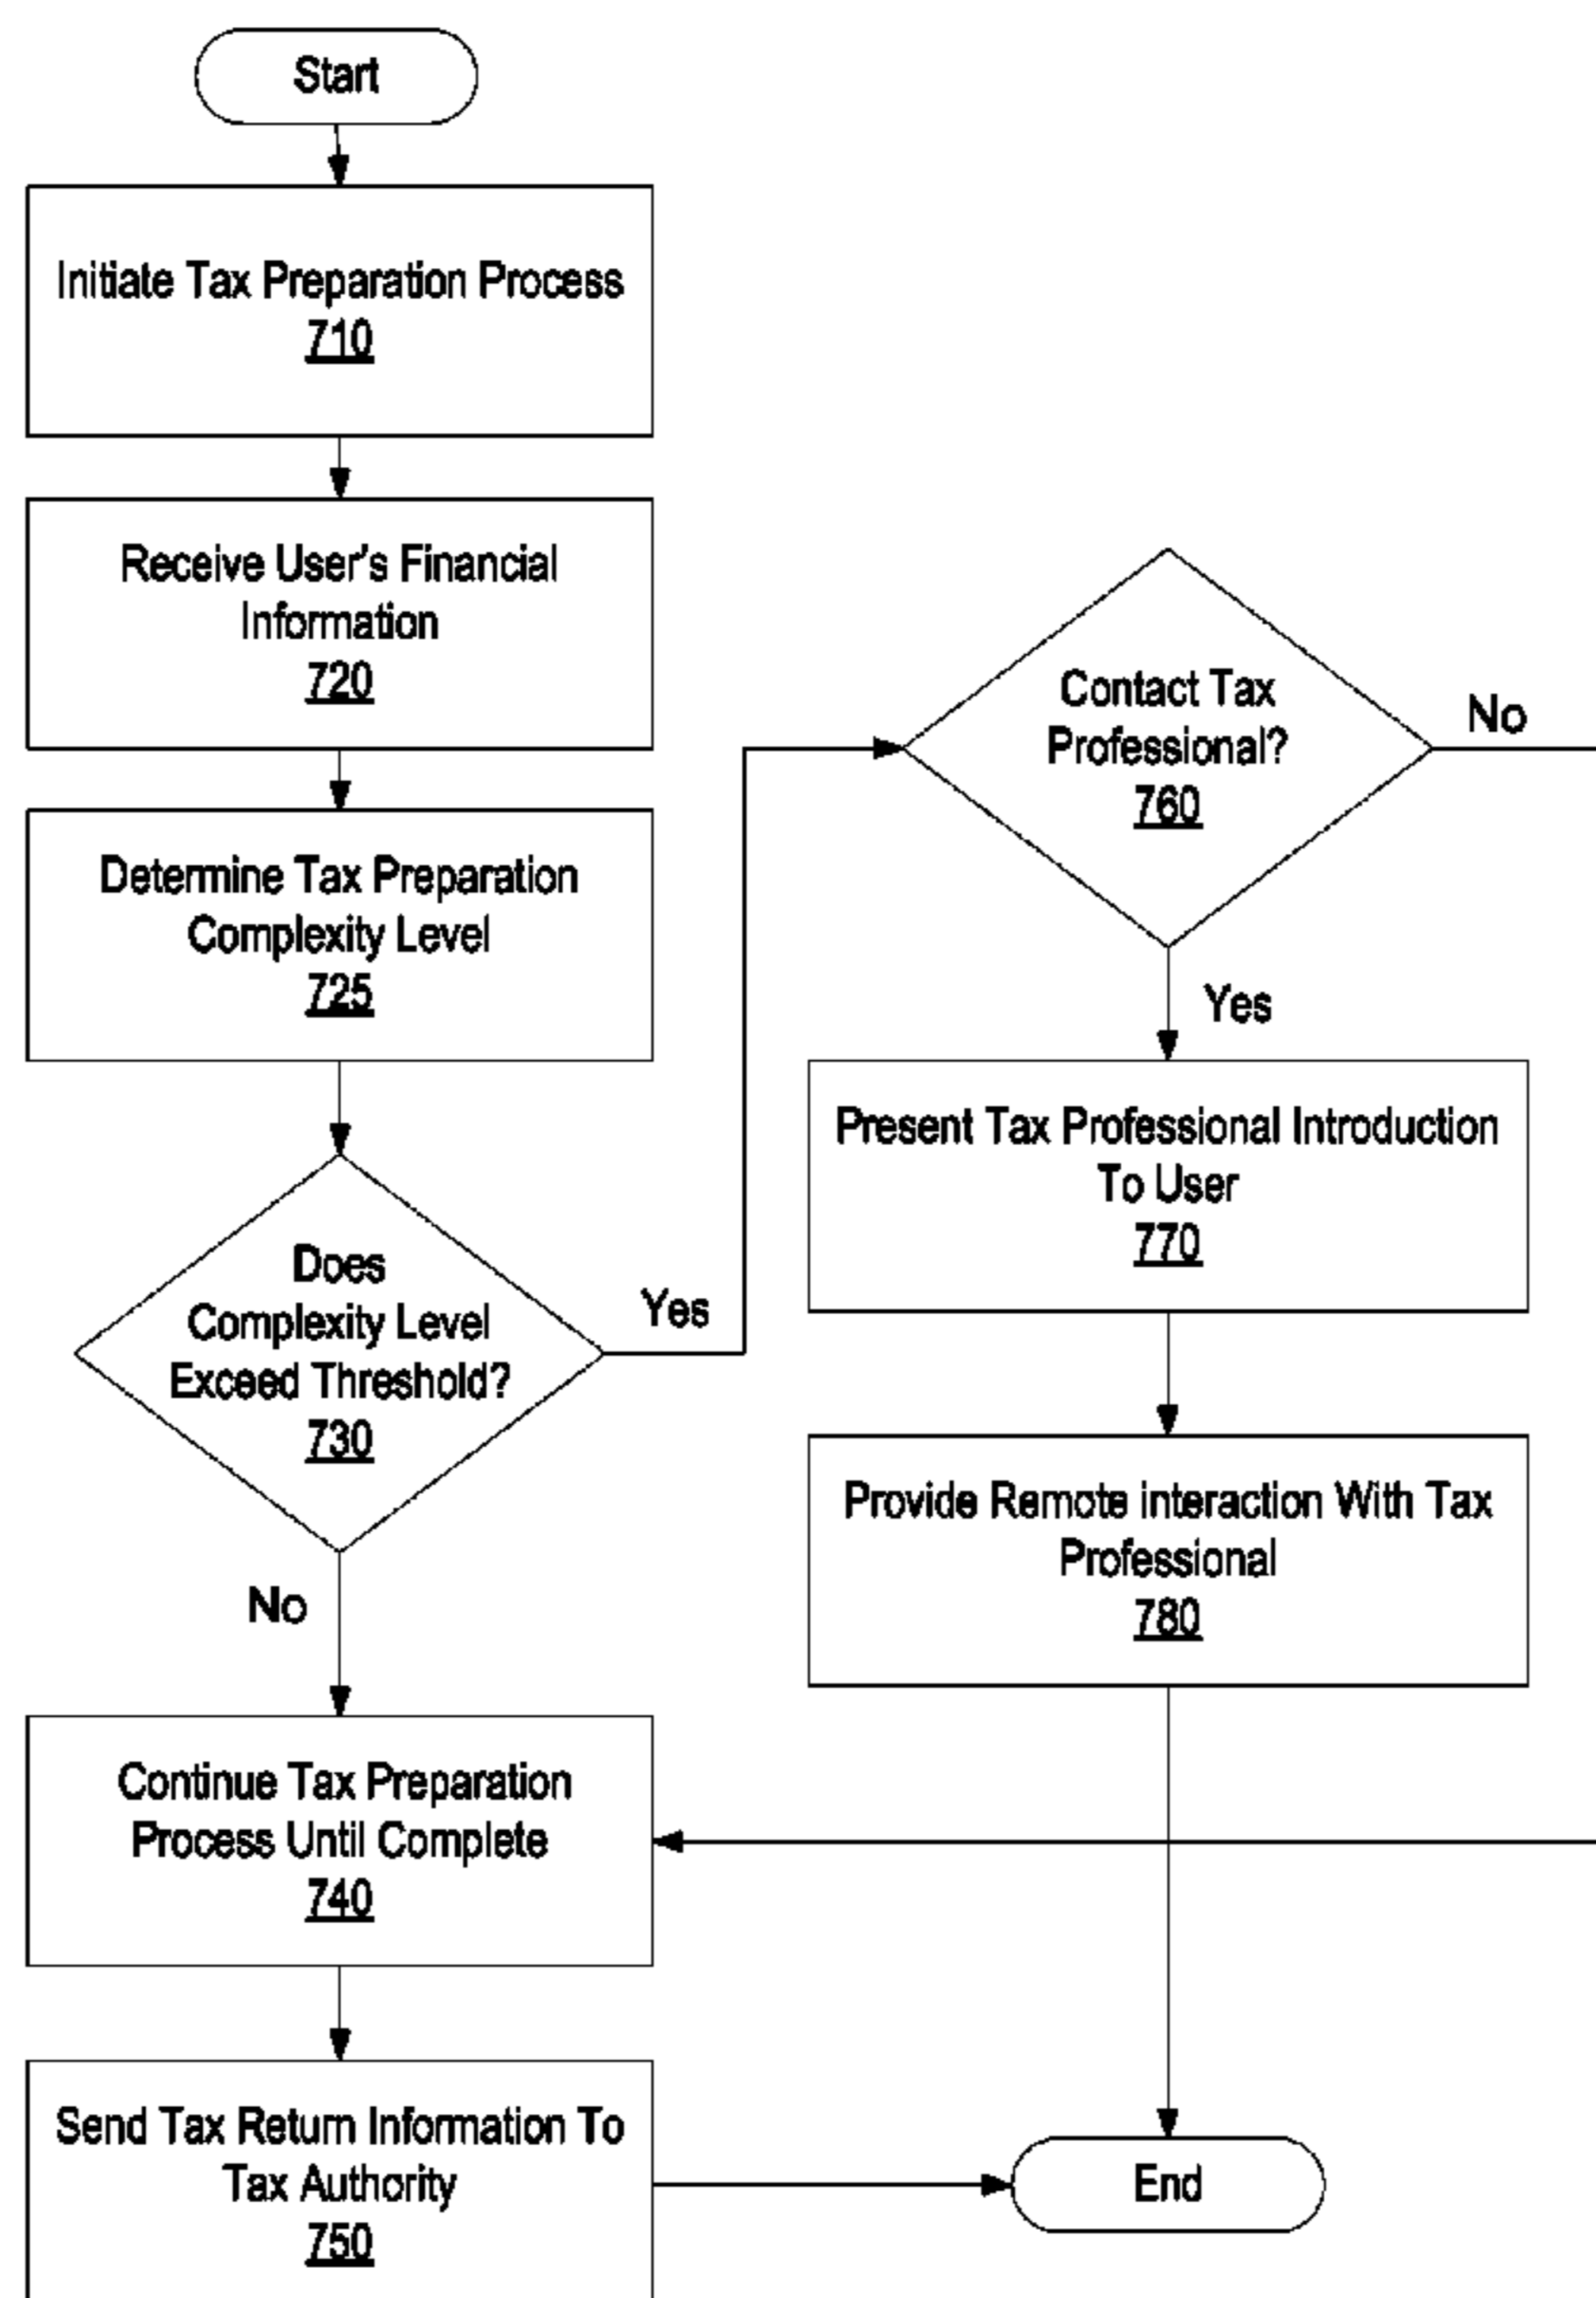 Start
Initiate Tax Preparation Process
710
Receive User's Financial
Information
720
Determine Tax Preparation
Complexity Level
725
Does
Complexity Level
Exceed Threshold?
730
Yes
No
Continue Tax Preparation
Process Until Complete
740
Send Tax Return Information To
Tax Authority
750
Contact Tax
Professional?
760
No
Yes
Present Tax Professional Introduction
To User
770
Provide Remote interaction With Tax
Professional
780
End